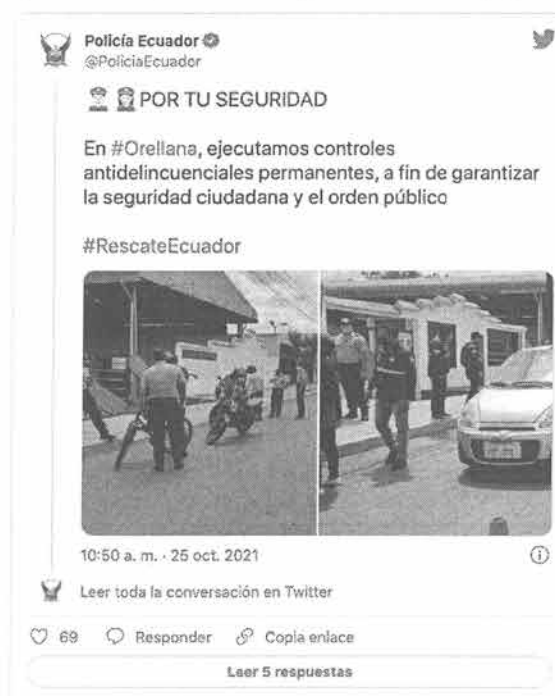 Policía Ecuador
@PoliciaEcuador
POR TU SEGURIDAD
En #Orellana, ejecutamos controles
antidelincuenciales permanentes, a fin de garantizar
la seguridad ciudadana y el orden público
#RescateEcuador
10:50 a. m. · 25 oct. 2021
Leer toda la conversación en Twitter
69 Responder Copia enlace
Leer 5 respuestas